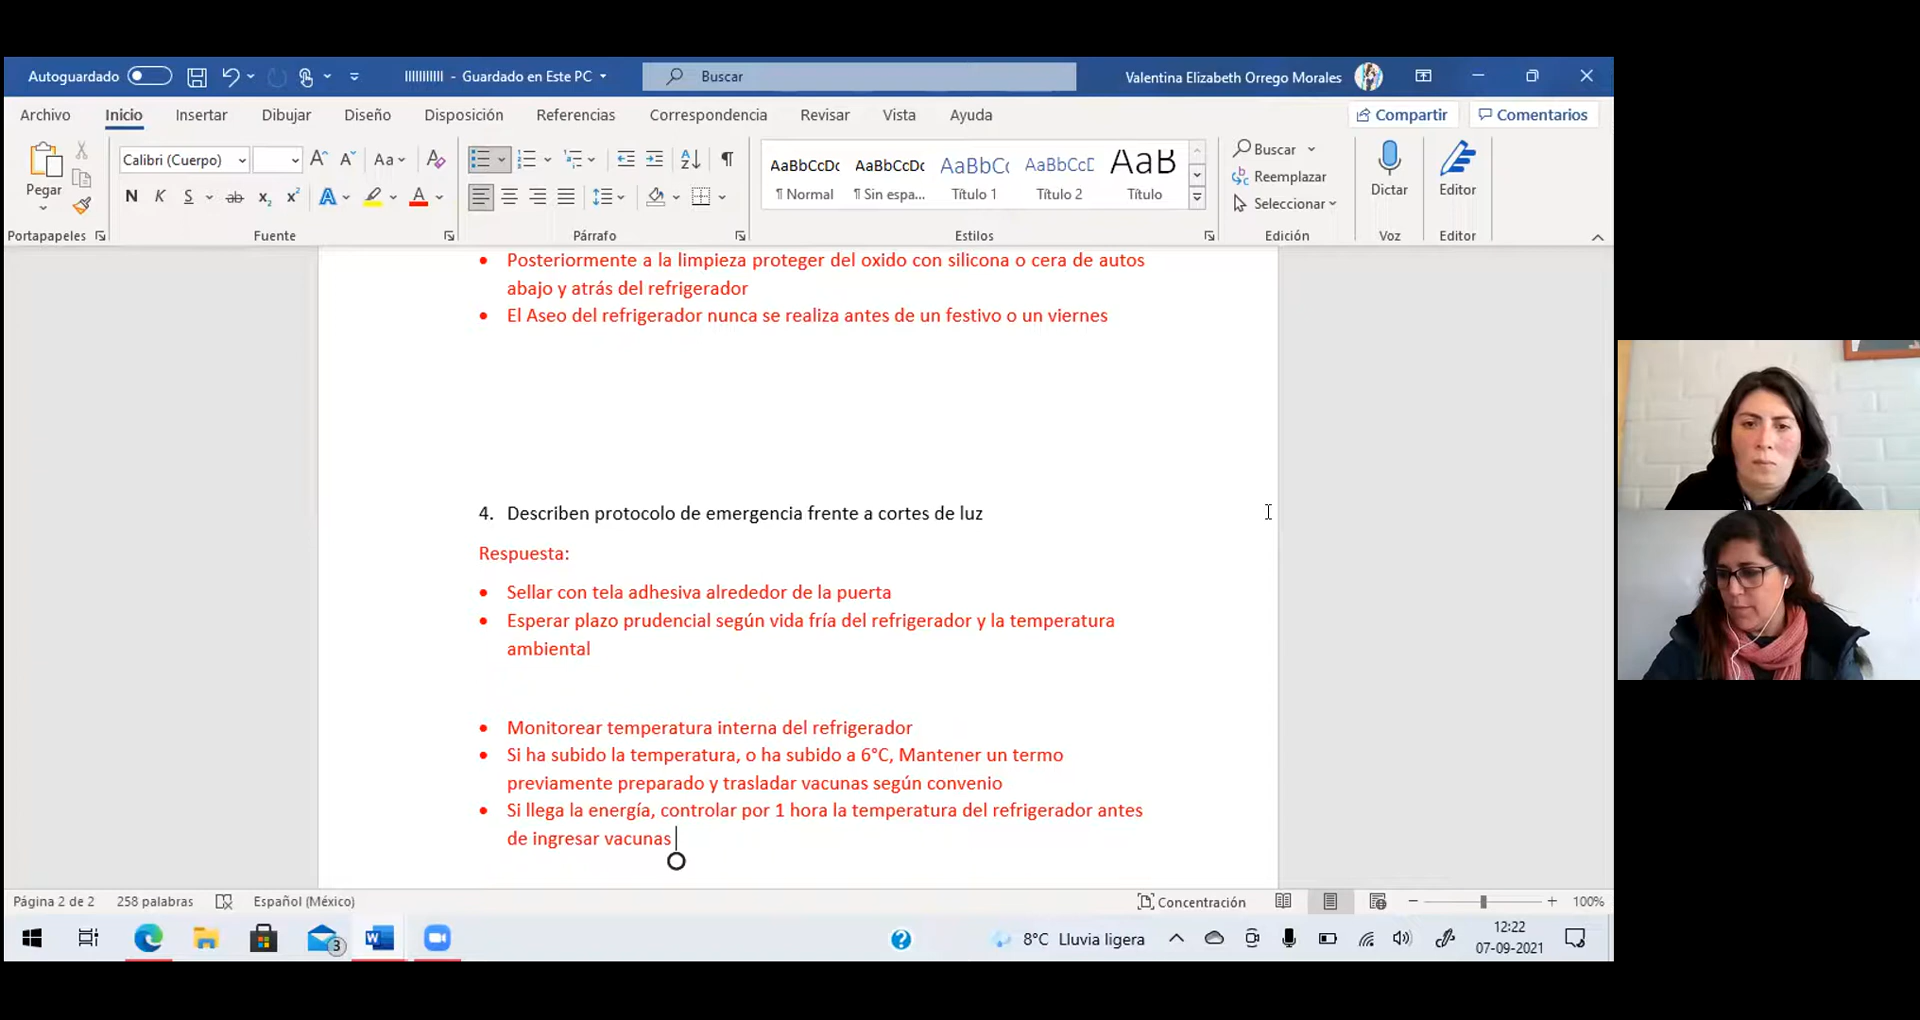 Autoguardado
IIIIIIIIIII - Guardado en Este PC
Buscar
Valentina Elizabeth Orrego Morales
Archivo Inicio Insertar Dibujar Diseño Disposición Referencias Correspondencia Revisar Vista Ayuda
Compartir Comentarios
Pegar
Calibri (Cuerpo)
Aa
N K S ab x₂ x² A A
AaBbCcDc AaBbCcDc AaBbCc AaBbCcD AaB
¶ Normal ¶ Sin espa... Título 1 Título 2 Título
Buscar
Reemplazar
Seleccionar
Dictar
Editor
Portapapeles Fuente Párrafo Estilos Edición Voz Editor
• Posteriormente a la limpieza proteger del oxido con silicona o cera de autos
abajo y atrás del refrigerador
• El Aseo del refrigerador nunca se realiza antes de un festivo o un viernes
4. Describen protocolo de emergencia frente a cortes de luz
Respuesta:
• Sellar con tela adhesiva alrededor de la puerta
• Esperar plazo prudencial según vida fría del refrigerador y la temperatura
ambiental
• Monitorear temperatura interna del refrigerador
• Si ha subido la temperatura, o ha subido a 6°C, Mantener un termo
previamente preparado y trasladar vacunas según convenio
• Si llega la energía, controlar por 1 hora la temperatura del refrigerador antes
de ingresar vacunas
Página 2 de 2 258 palabras Español (México) Concentración 100%
3
8°C Lluvia ligera
12:22
07-09-2021